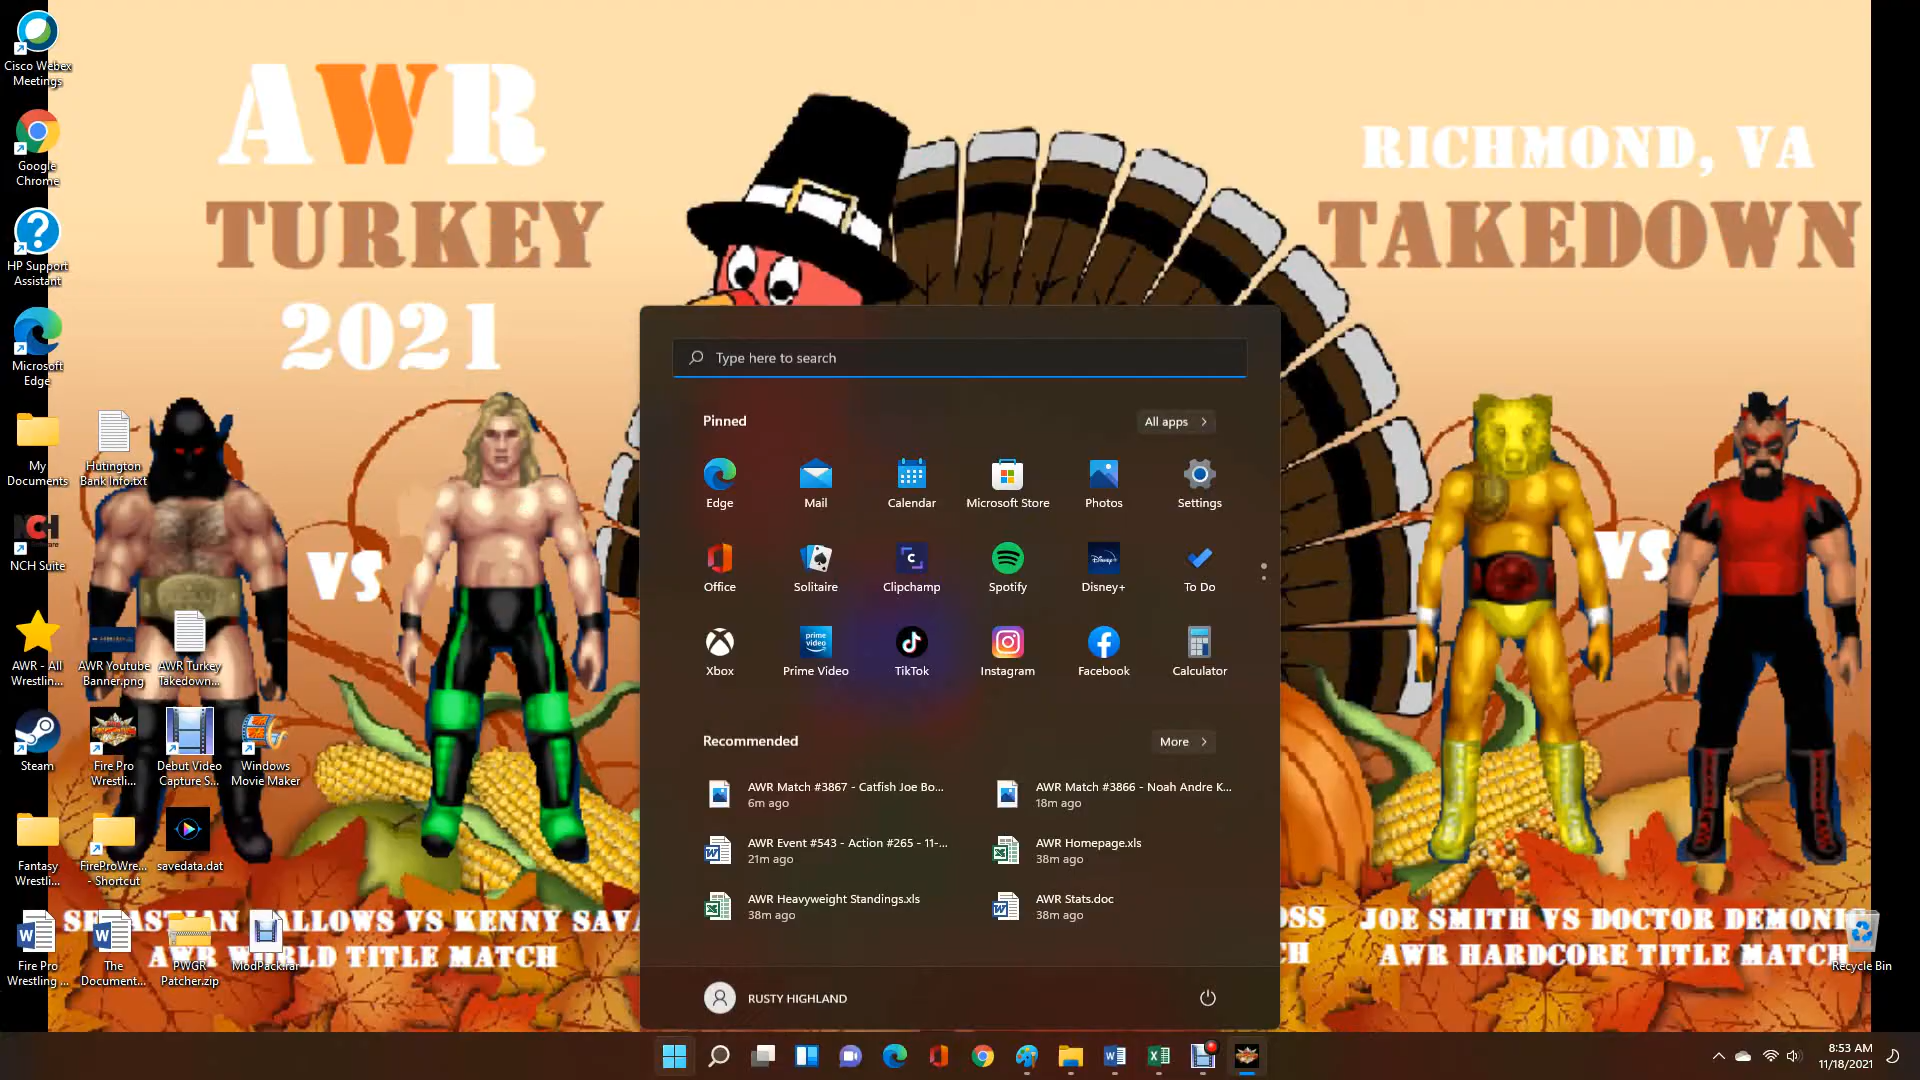 AWR
TURKEY
2021
RICHMOND, VA
TAKEDOWN
VS
VS
AWR WORLD TITLE MATCH
JOE SMITH VS DOCTOR DEMONIC
AWR HARDCORE TITLE MATCH
Cisco Webex
Meetings
Google
Chrome
HP Support
Assistant
Microsoft
Edge
My
Documents
Hutington
Bank Info.txt
NCH
NCH Suite
AWR - All
Wrestlin...
AWR Youtube
Banner.png
AWR Turkey
Takedown...
Steam
Fire Pro
Wrestli...
Debut Video
Capture S...
Windows
Movie Maker
Fantasy
Wrestli...
FireProWre...
- Shortcut
savedata.dat
Fire Pro
Wrestling ...
The
Document...
PWGR
Patcher.zip
ModPack.rar
Recycle Bin
Type here to search
Pinned
All apps
Edge
Mail
Calendar
Microsoft Store
Photos
Settings
Office
Solitaire
Clipchamp
Spotify
Disney+
To Do
Xbox
prime video
Prime Video
TikTok
Instagram
Facebook
Calculator
Recommended
More
AWR Match #3867 - Catfish Joe Bo...
6m ago
AWR Match #3866 - Noah Andre K...
18m ago
AWR Event #543 - Action #265 - 11-...
21m ago
AWR Homepage.xls
38m ago
AWR Heavyweight Standings.xls
38m ago
AWR Stats.doc
38m ago
RUSTY HIGHLAND
8:53 AM
11/18/2021